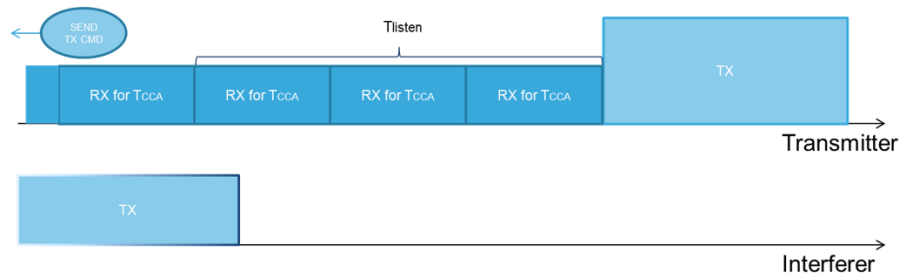 SEND
TX CMD
Tlisten
RX for TCCA
RX for TCCA
RX for TCCA
RX for TCCA
TX
Transmitter
TX
Interferer